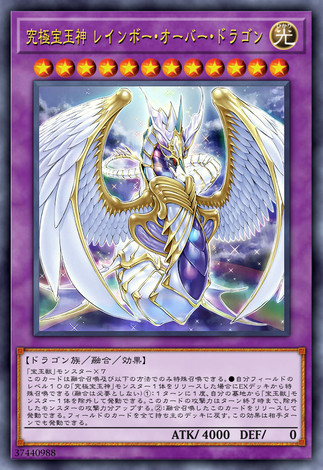 究極宝玉神 レインボー・オーバー・ドラゴン
光
【ドラゴン族／融合／効果】
「宝玉獣」モンスター×７
このカードは融合召喚及び以下の方法でのみ特殊召喚できる。●自分フィールドの
レベル１０の「究極宝玉神」モンスター１体をリリースした場合にEXデッキから特
殊召喚できる（融合は必要としない）①：１ターンに１度、自分の墓地から「宝玉獣」モ
ンスター１体を除外して発動できる。このカードの攻撃力はターン終了時まで、除外
したモンスターの攻撃力分アップする。②：融合召喚したこのカードをリリースして
発動できる。フィールドのカードを全て持ち主のデッキに戻す。この効果は相手ター
ンでも発動できる。
ATK/ 4000 DEF/ 0
37440988